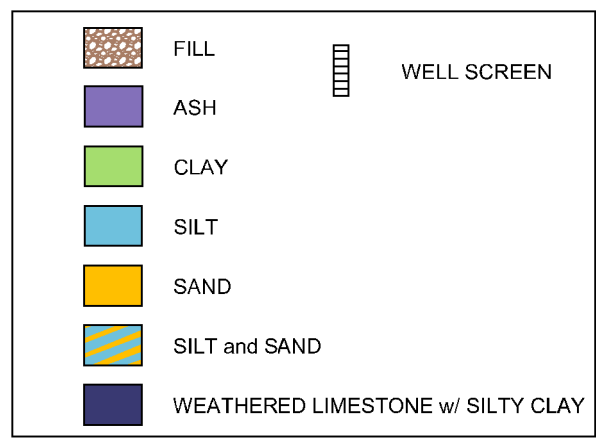 FILL
WELL SCREEN
ASH
CLAY
SILT
SAND
SILT and SAND
WEATHERED LIMESTONE w/ SILTY CLAY